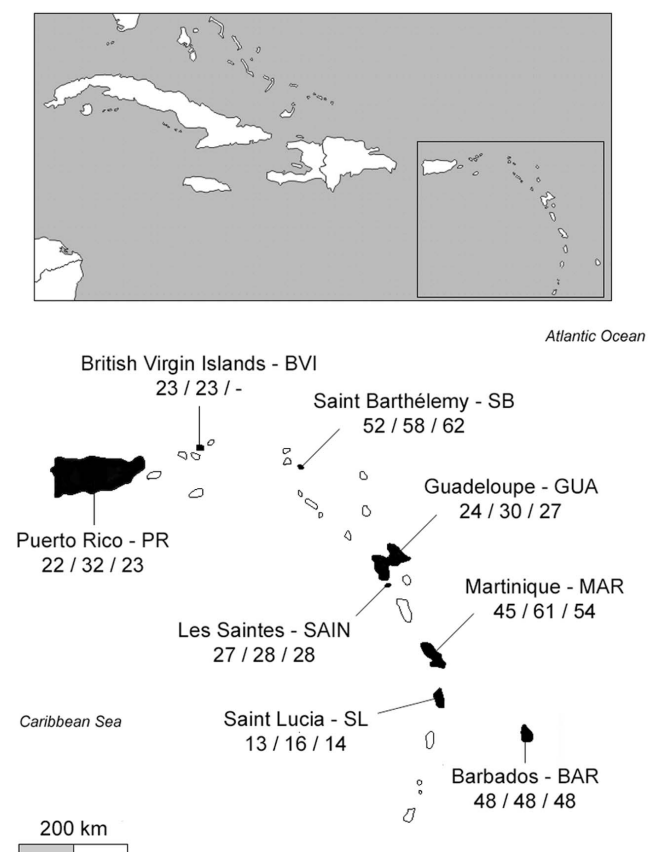 Atlantic Ocean
British Virgin Islands - BVI
23 / 23 / -
Saint Barthélemy - SB
52 / 58 / 62
Guadeloupe - GUA
24 / 30 / 27
Puerto Rico - PR
22 / 32 / 23
Martinique - MAR
45 / 61 / 54
Les Saintes - SAIN
27 / 28 / 28
Caribbean Sea
Saint Lucia - SL
13 / 16 / 14
Barbados - BAR
48 / 48 / 48
200 km